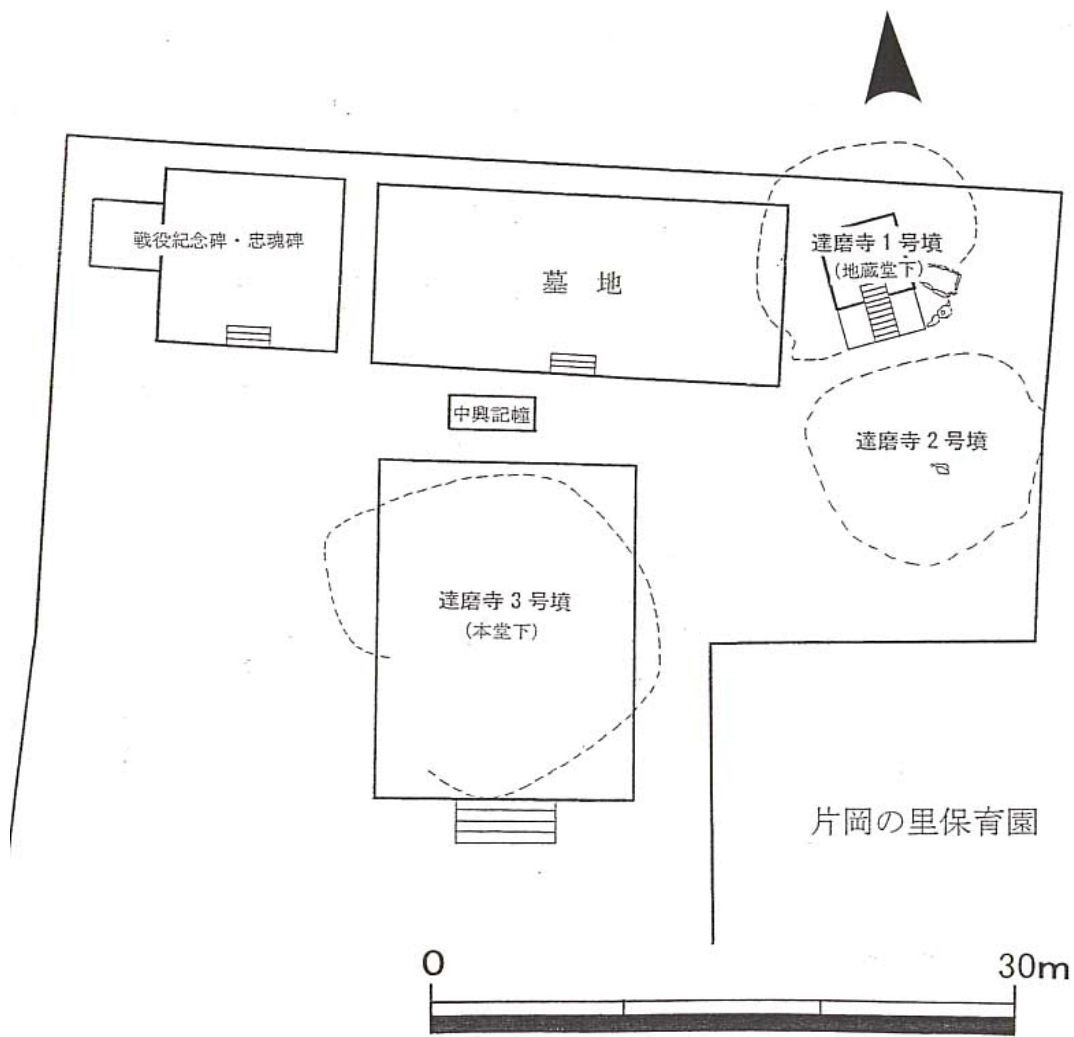 戦役紀念碑・忠魂碑
墓 地
達磨寺 1 号墳
(地蔵堂下)
中興記幢
達磨寺 2 号墳
達磨寺 3 号墳
(本堂下)
片岡の里保育園
0
30m